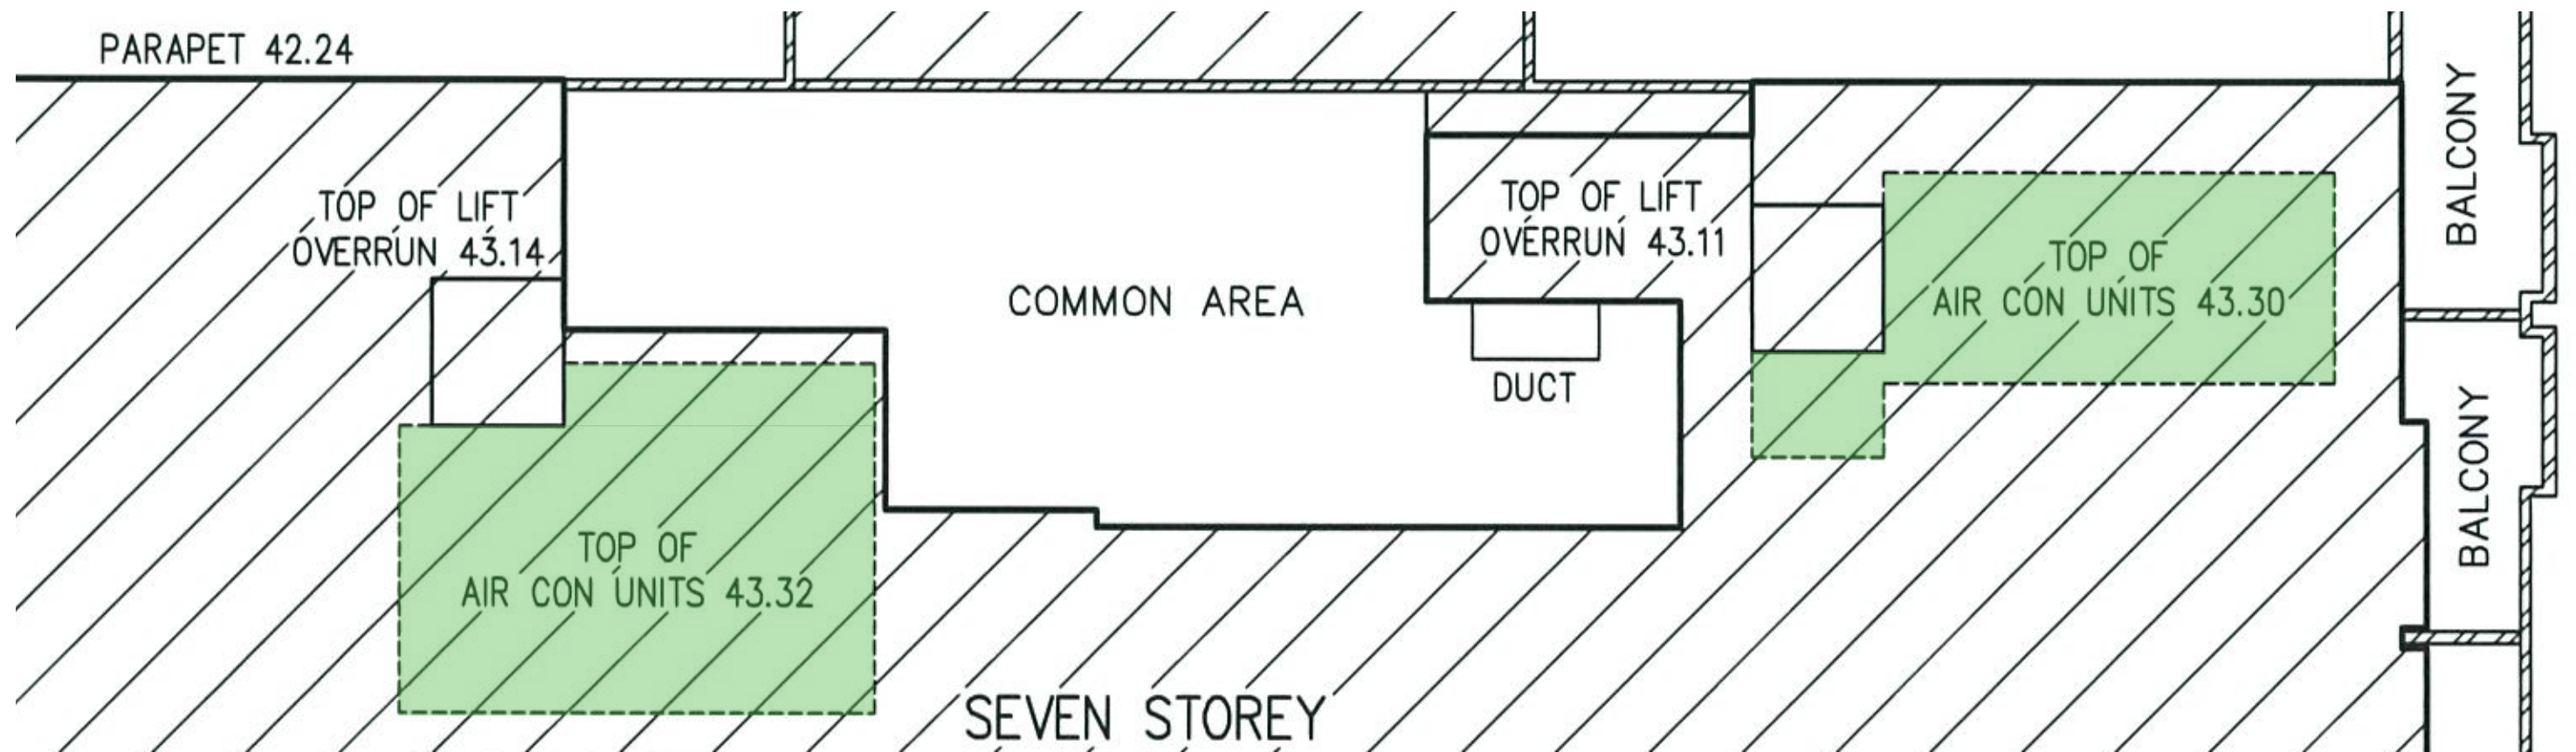 PARAPET 42.24
TOP OF LIFT
OVERRUN 43.14
COMMON AREA
TOP OF LIFT
OVERRUN 43.11
DUCT
TOP OF
AIR CON UNITS 43.30
BALCONY
BALCONY
TOP OF
AIR CON UNITS 43.32
SEVEN STOREY